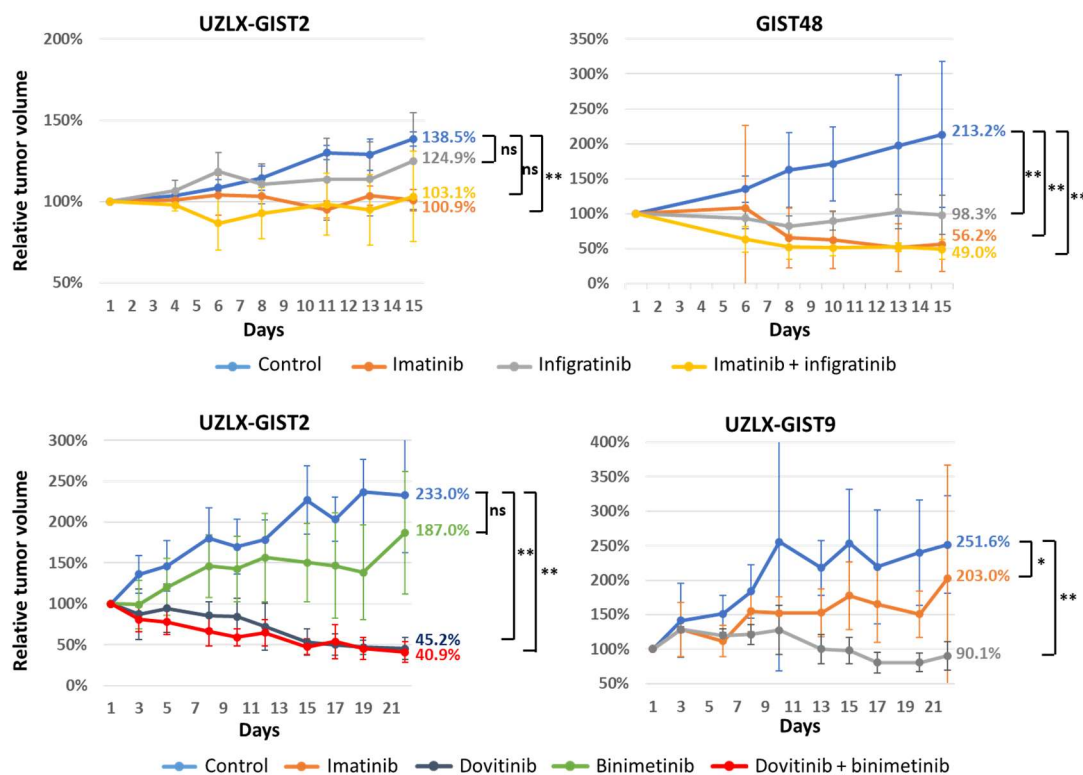 UZLX-GIST2
Relative tumor volume
200%
150%
100%
50%
138.5%
124.9%
103.1%
100.9%
ns
ns
**
1 2 3 4 5 6 7 8 9 10 11 12 13 14 15
Days
GIST48
350%
300%
250%
200%
150%
100%
50%
0%
213.2%
98.3%
56.2%
49.0%
**
**
**
1 2 3 4 5 6 7 8 9 10 11 12 13 14 15
Days
Control Imatinib Infigratinib Imatinib + infigratinib
UZLX-GIST2
Relative tumor volume
300%
250%
200%
150%
100%
50%
0%
233.0%
187.0%
45.2%
40.9%
ns
**
**
1 3 5 7 9 11 13 15 17 19 21
Days
UZLX-GIST9
400%
350%
300%
250%
200%
150%
100%
50%
251.6%
203.0%
90.1%
*
**
1 3 5 7 9 11 13 15 17 19 21
Days
Control Imatinib Dovitinib Binimetinib Dovitinib + binimetinib